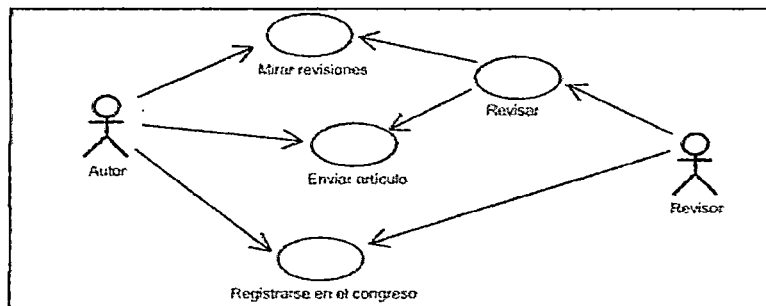 Mirar revisiones
Revisar
Autor
Enviar artículo
Revisor
Registrarse en el congreso